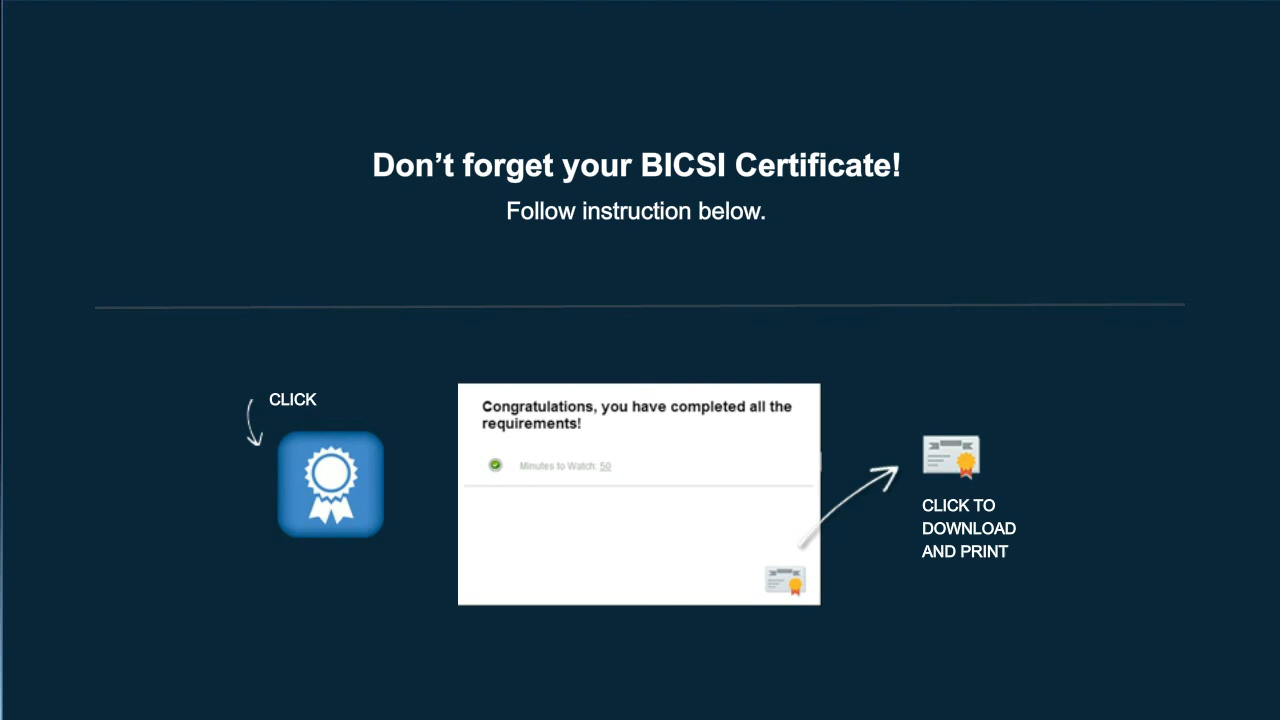 Don’t forget your BICSI Certificate!
Follow instruction below.
CLICK
Congratulations, you have completed all the
requirements!
Minutes to Watch: 50
CLICK TO
DOWNLOAD
AND PRINT